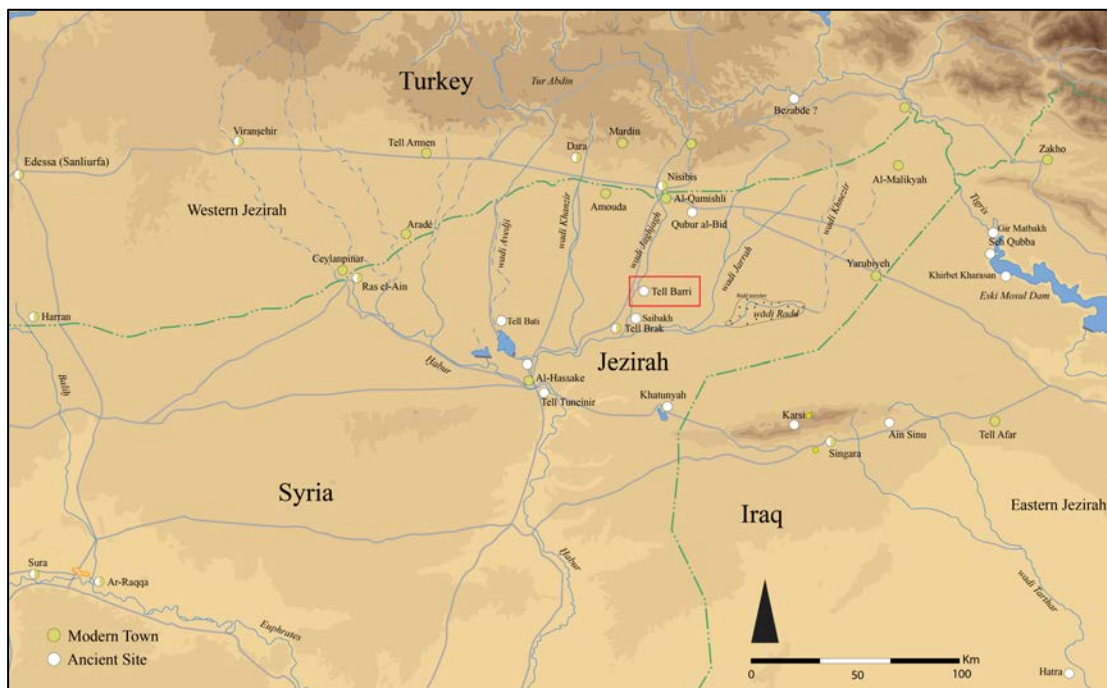 Turkey
Tur Abdin
Bezabde ?
Viranşehir
Tell Armen
Mardin
Dara
Edessa (Sanliurfa)
Zakho
Al-Malikyah
Nisibis
Al-Qamishli
Amouda
Qubur al-Bid
Western Jezirah
Aradé
wadi Avedji
wadi Khanzir
wadi Jaghjagh
wadi Jarrah
wadi Khnezir
Tigris
Gir Matbakh
Seh Qubba
Khirbet Kharasan
Eski Mosul Dam
Ceylanpinar
Ras el-Ain
Yarubiyeh
Tell Barri
Harran
Tell Bati
Saibakh
Tell Brak
wadi Radd
Balih
Habur
Jezirah
Al-Hassake
Tell Tuneinir
Khatunyah
Karsi
Ain Sinu
Tell Afar
Singara
Syria
Iraq
Eastern Jezirah
Habur
wadi Tarthar
Sura
Ar-Raqqa
Euphrates
Modern Town
Ancient Site
Km
0 50 100
Hatra